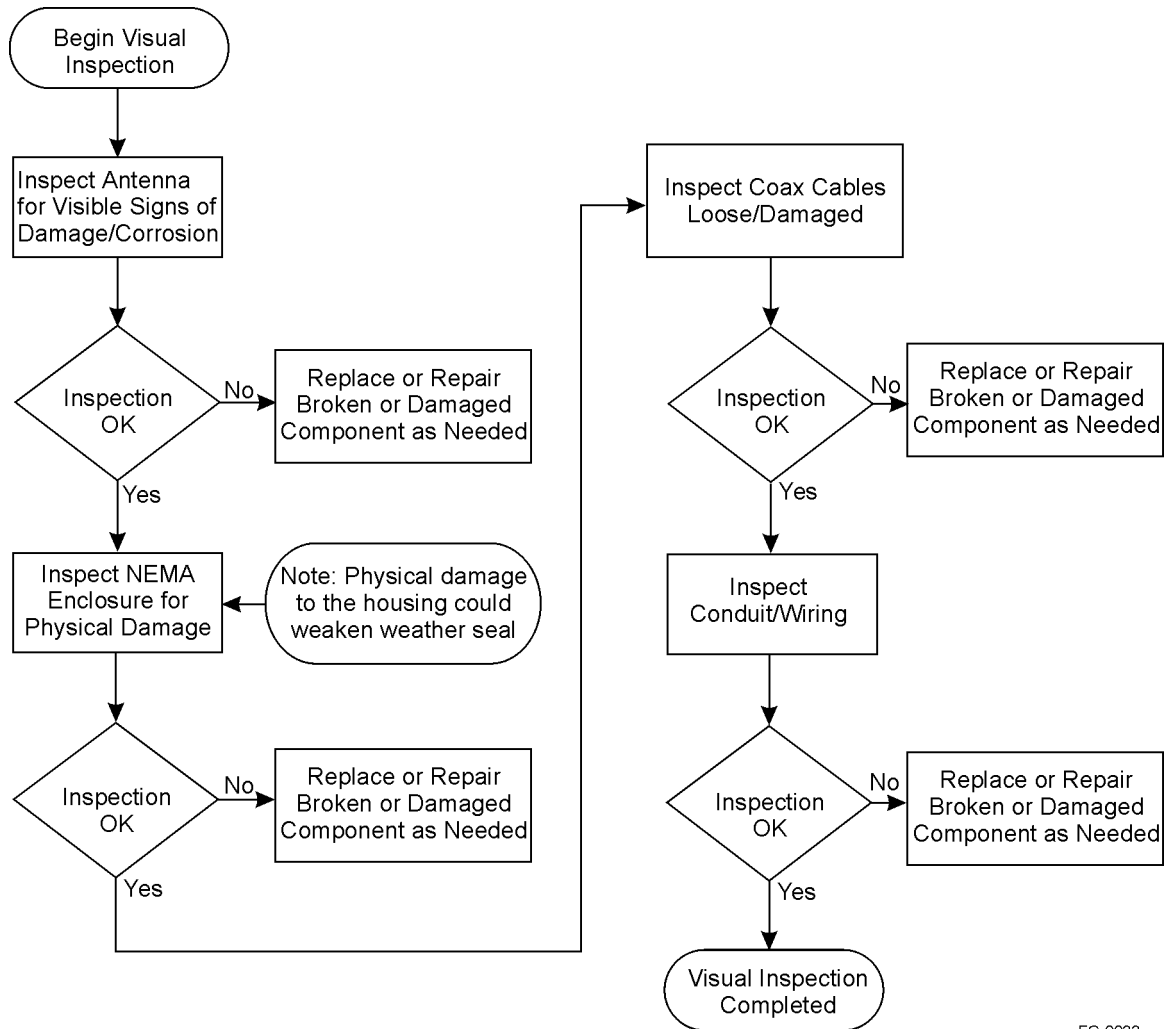 Begin Visual
Inspection
Inspect Antenna
for Visible Signs of
Damage/Corrosion
Inspection
OK
No
Replace or Repair
Broken or Damaged
Component as Needed
Yes
Inspect NEMA
Enclosure for
Physical Damage
Note: Physical damage
to the housing could
weaken weather seal
Inspection
OK
No
Replace or Repair
Broken or Damaged
Component as Needed
Yes
Inspect Coax Cables
Loose/Damaged
Inspection
OK
No
Replace or Repair
Broken or Damaged
Component as Needed
Yes
Inspect
Conduit/Wiring
Inspection
OK
No
Replace or Repair
Broken or Damaged
Component as Needed
Yes
Visual Inspection
Completed